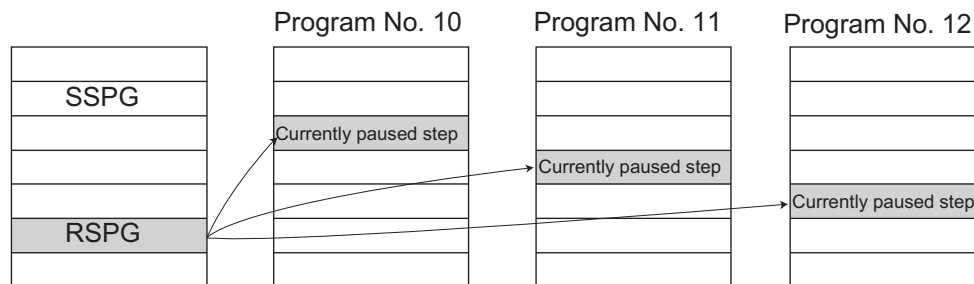 Program No. 10
Program No. 11
Program No. 12
SSPG
Currently paused step
Currently paused step
Currently paused step
RSPG